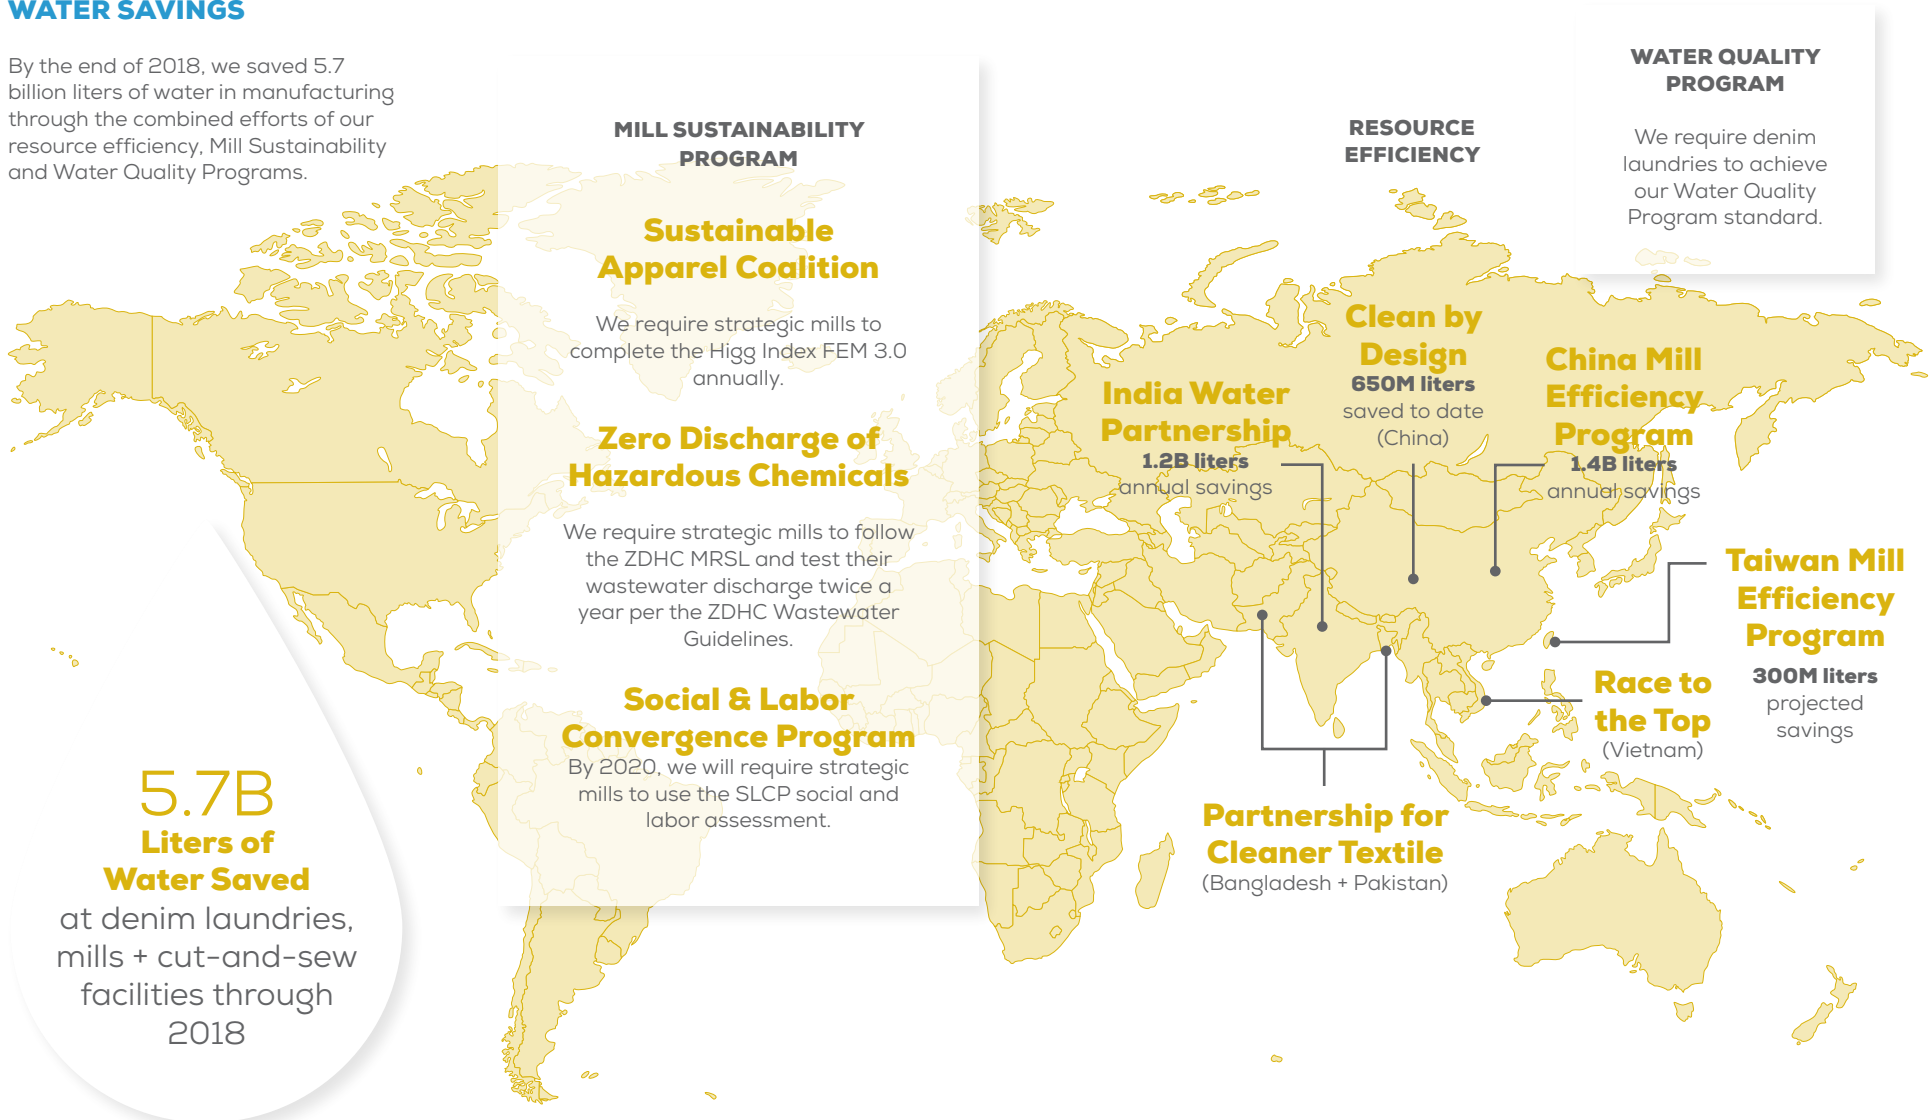 WATER SAVINGS
By the end of 2018, we saved 5.7
billion liters of water in manufacturing
through the combined efforts of our
resource efficiency, Mill Sustainability
and Water Quality Programs.
5.7B
Liters of
Water Saved
at denim laundries,
mills + cut-and-sew
facilities through
2018
MILL SUSTAINABILITY
PROGRAM
Sustainable
Apparel Coalition
We require strategic mills to
complete the Higg Index FEM 3.0
annually.
Zero Discharge of
Hazardous Chemicals
We require strategic mills to follow
the ZDHC MRSL and test their
wastewater discharge twice a
year per the ZDHC Wastewater
Guidelines.
Social & Labor
Convergence Program
By 2020, we will require strategic
mills to use the SLCP social and
labor assessment.
RESOURCE
EFFICIENCY
India Water
Partnership
1.2B liters
annual savings
Clean by
Design
650M liters
saved to date
(China)
China Mill
Efficiency
Program
1.4B liters
annual savings
Taiwan Mill
Efficiency
Program
300M liters
projected
savings
Race to
the Top
(Vietnam)
Partnership for
Cleaner Textile
(Bangladesh + Pakistan)
WATER QUALITY
PROGRAM
We require denim
laundries to achieve
our Water Quality
Program standard.